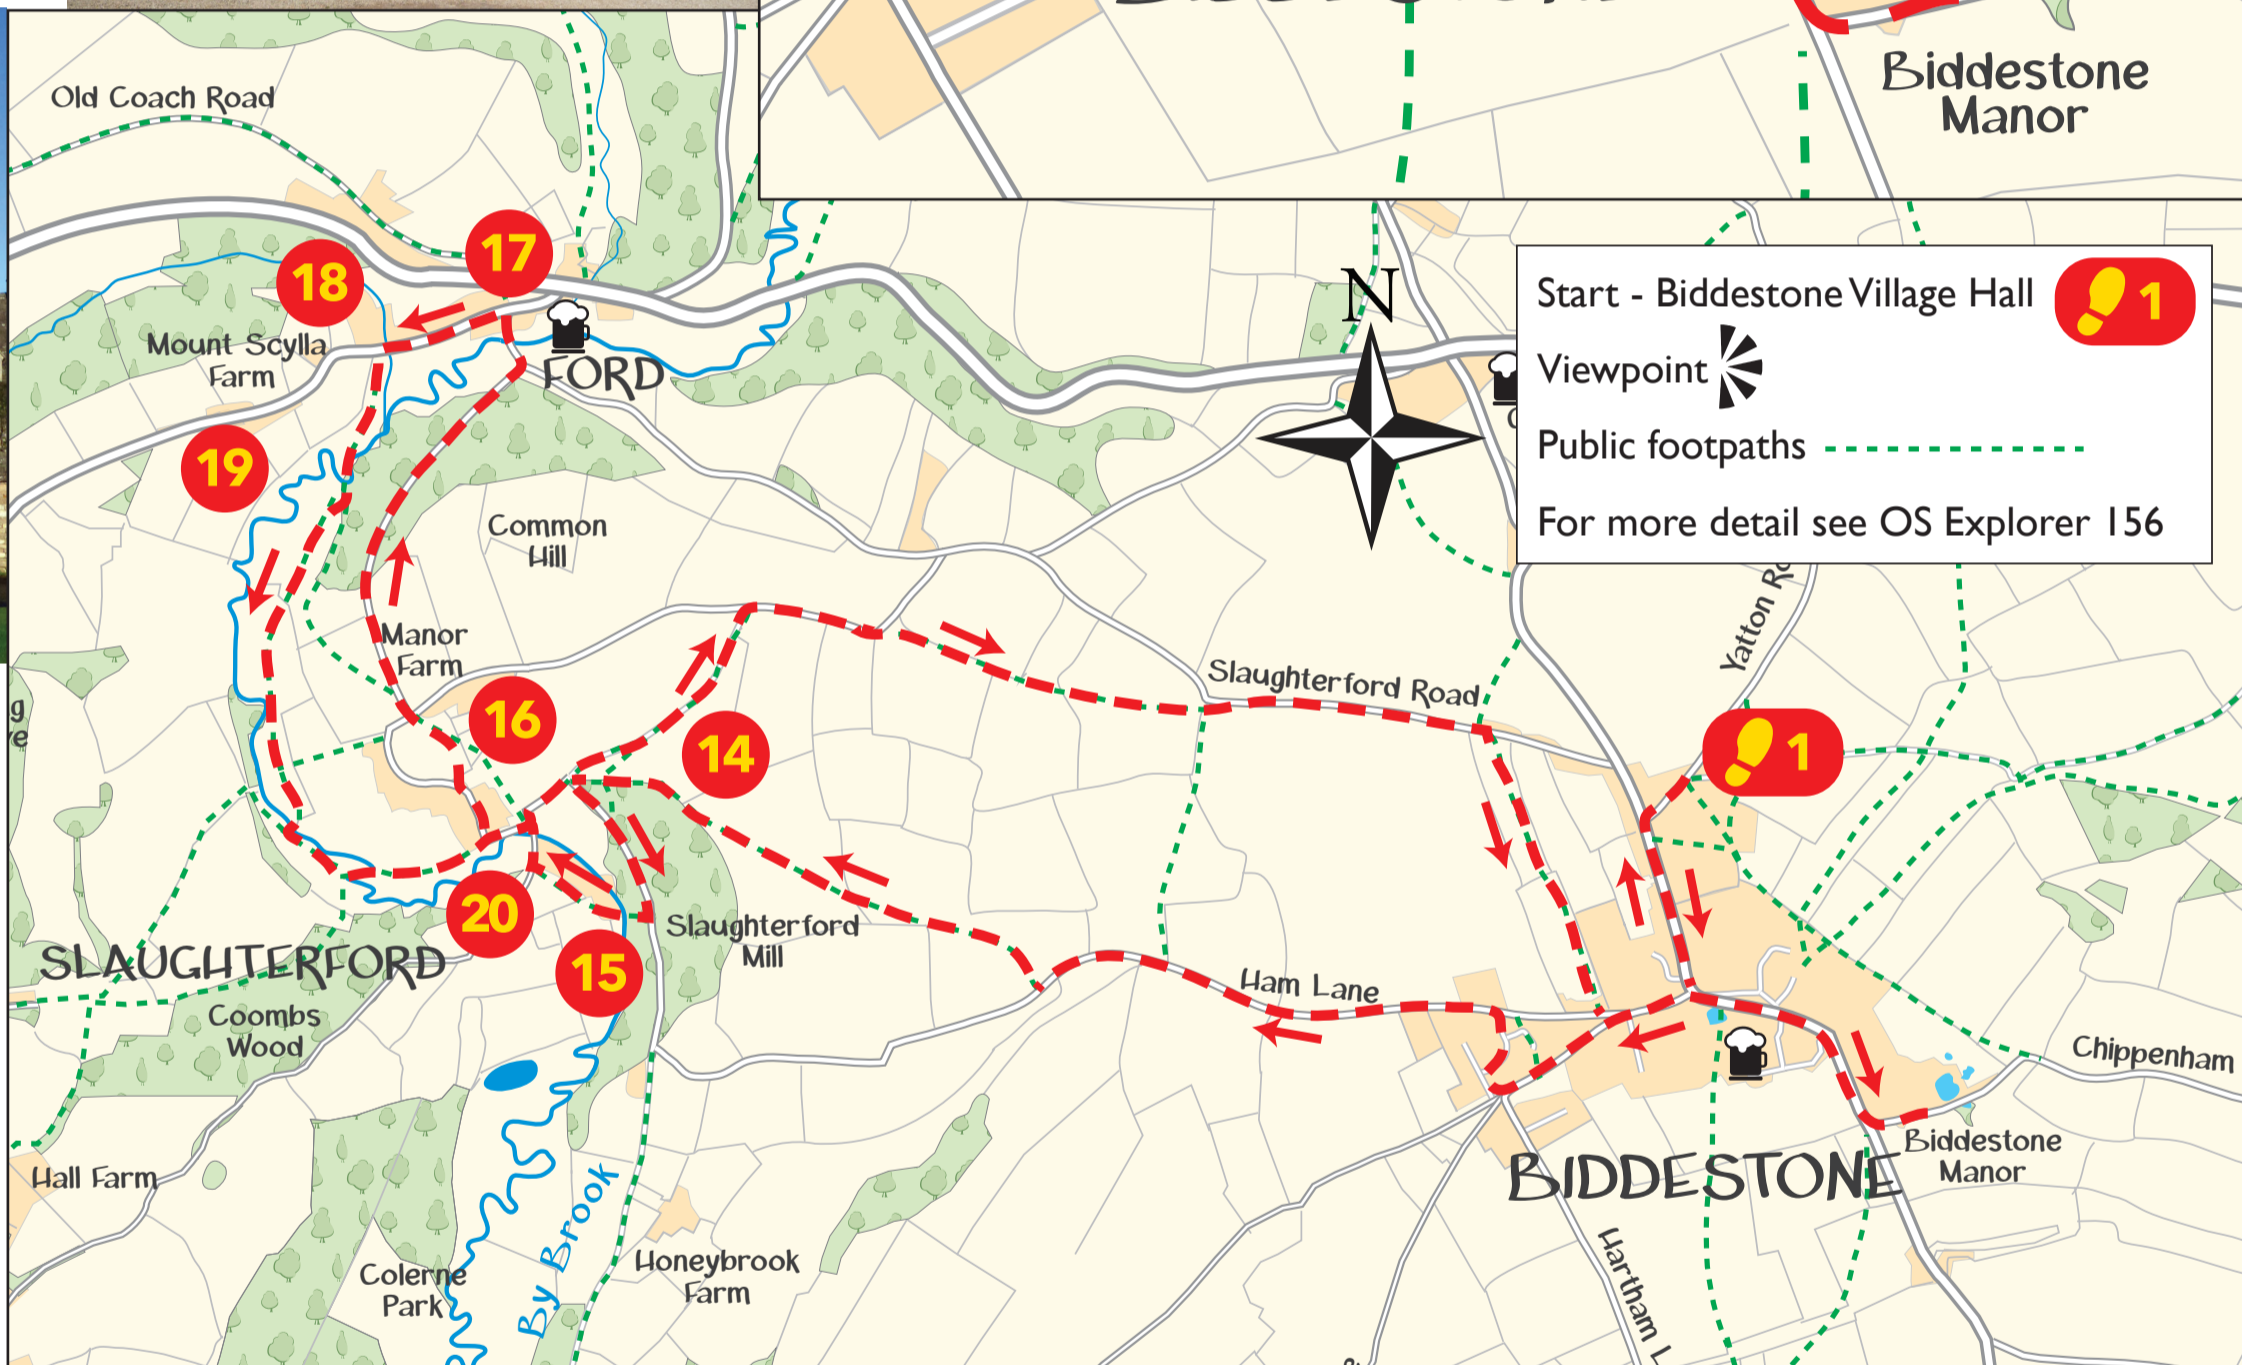 Biddestone
Manor
Old Coach Road
17
18
N
Start - Biddestone Village Hall
1
Viewpoint
Public footpaths
For more detail see OS Explorer 156
Mount Scylla
Farm
FORD
19
Common
Hill
Manor
Farm
Slaughterford Road
16
14
1
20
Slaughterford
Mill
SLAUGHTERFORD
15
Ham Lane
Coombs
Wood
Chippenham
Biddestone
Manor
Hall Farm
BIDDESTONE
By Brook
Honeybrook
Farm
Colerne
Park
Yatton
Hartham